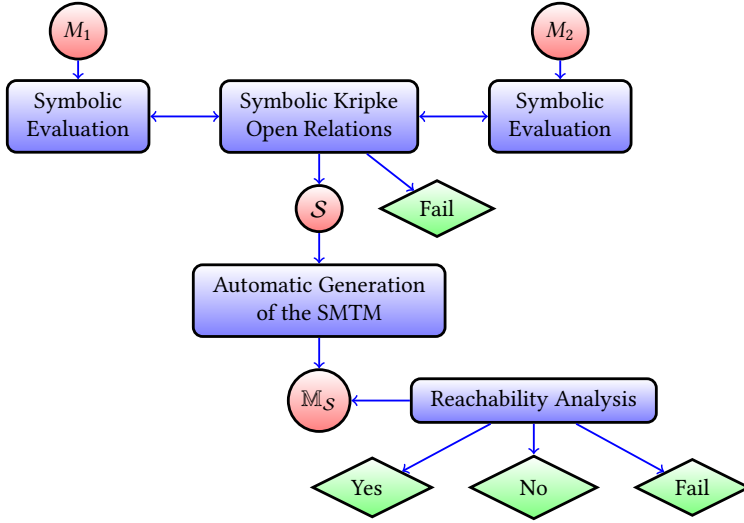 M₁
M₂
Symbolic
Evaluation
Symbolic Kripke
Open Relations
Symbolic
Evaluation
𝒮
Fail
Automatic Generation
of the SMTM
𝕄𝒮
Reachability Analysis
Yes
No
Fail